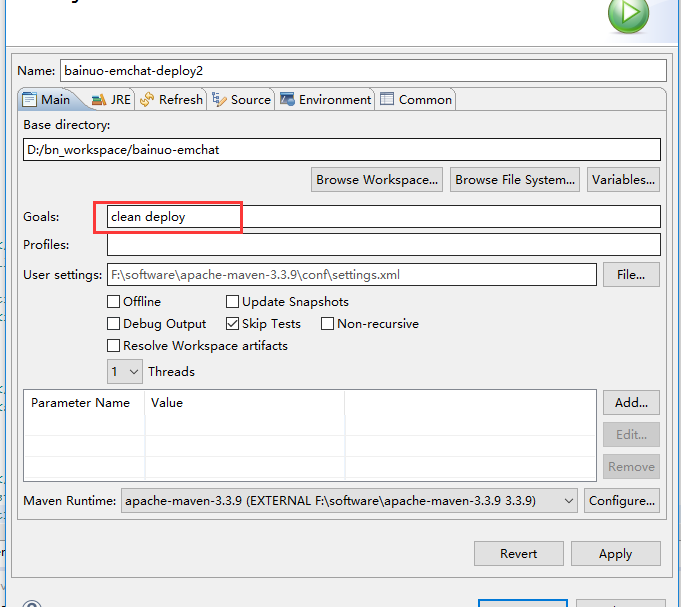 Name: bainuo-emchat-deploy2
Main JRE Refresh Source Environment Common
Base directory:
D:/bn_workspace/bainuo-emchat
Browse Workspace... Browse File System... Variables...
Goals: clean deploy
Profiles:
User settings: F:\software\apache-maven-3.3.9\conf\settings.xml File...
Offline Update Snapshots
Debug Output Skip Tests Non-recursive
Resolve Workspace artifacts
1 Threads
Parameter Name Value Add...
Edit...
Remove
Maven Runtime: apache-maven-3.3.9 (EXTERNAL F:\software\apache-maven-3.3.9 3.3.9) Configure...
Revert Apply